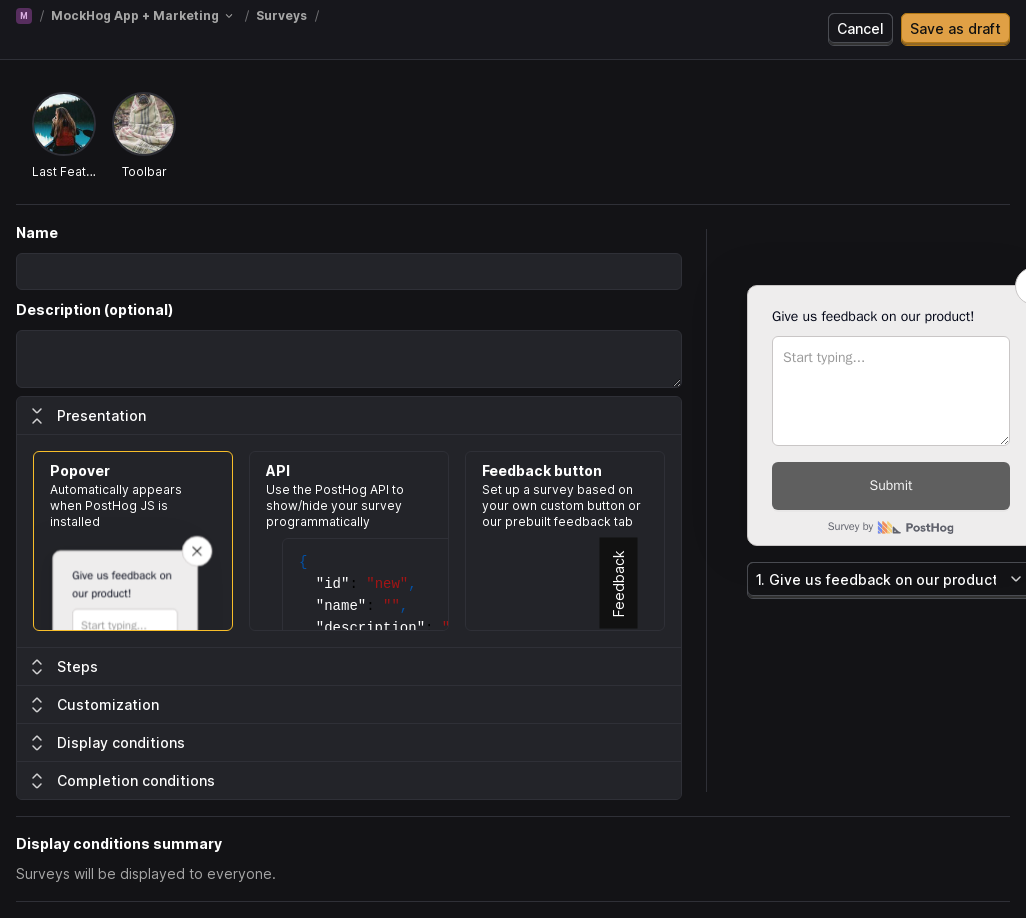 M / MockHog App + Marketing / Surveys /
Cancel
Save as draft
Last Feat...
Toolbar
Name
Description (optional)
Presentation
Popover
Automatically appears
when PostHog JS is
installed
Give us feedback on
our product!
Start typing...
API
Use the PostHog API to
show/hide your survey
programmatically
{
"id": "new",
"name": "",
"description": "
Feedback button
Set up a survey based on
your own custom button or
our prebuilt feedback tab
Feedback
Steps
Customization
Display conditions
Completion conditions
Give us feedback on our product!
Start typing...
Submit
Survey by PostHog
1. Give us feedback on our product
Display conditions summary
Surveys will be displayed to everyone.